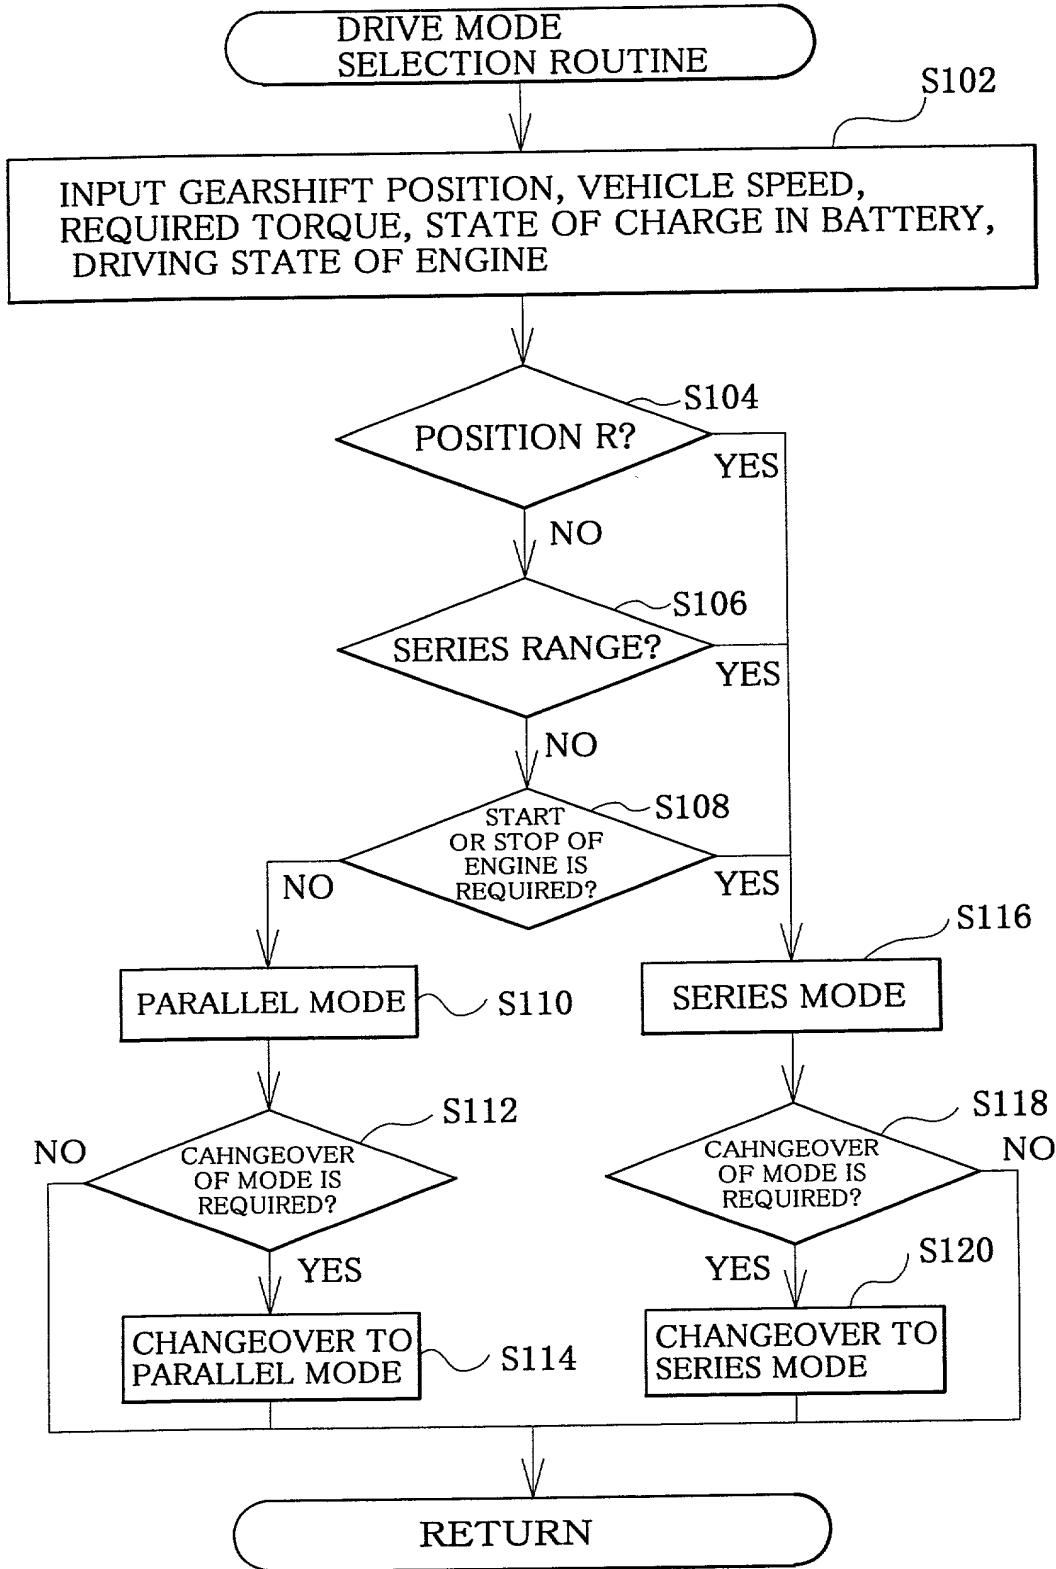 DRIVE MODE
SELECTION ROUTINE
S102
INPUT GEARSHIFT POSITION, VEHICLE SPEED,
REQUIRED TORQUE, STATE OF CHARGE IN BATTERY,
DRIVING STATE OF ENGINE
S104
POSITION R?
YES
NO
S106
SERIES RANGE?
YES
NO
S108
START
OR STOP OF
ENGINE IS
REQUIRED?
NO
YES
S116
PARALLEL MODE
S110
SERIES MODE
S112
S118
NO
CAHNGEOVER
OF MODE IS
REQUIRED?
CAHNGEOVER
OF MODE IS
REQUIRED?
NO
YES
YES
S120
CHANGEOVER TO
PARALLEL MODE
S114
CHANGEOVER TO
SERIES MODE
RETURN